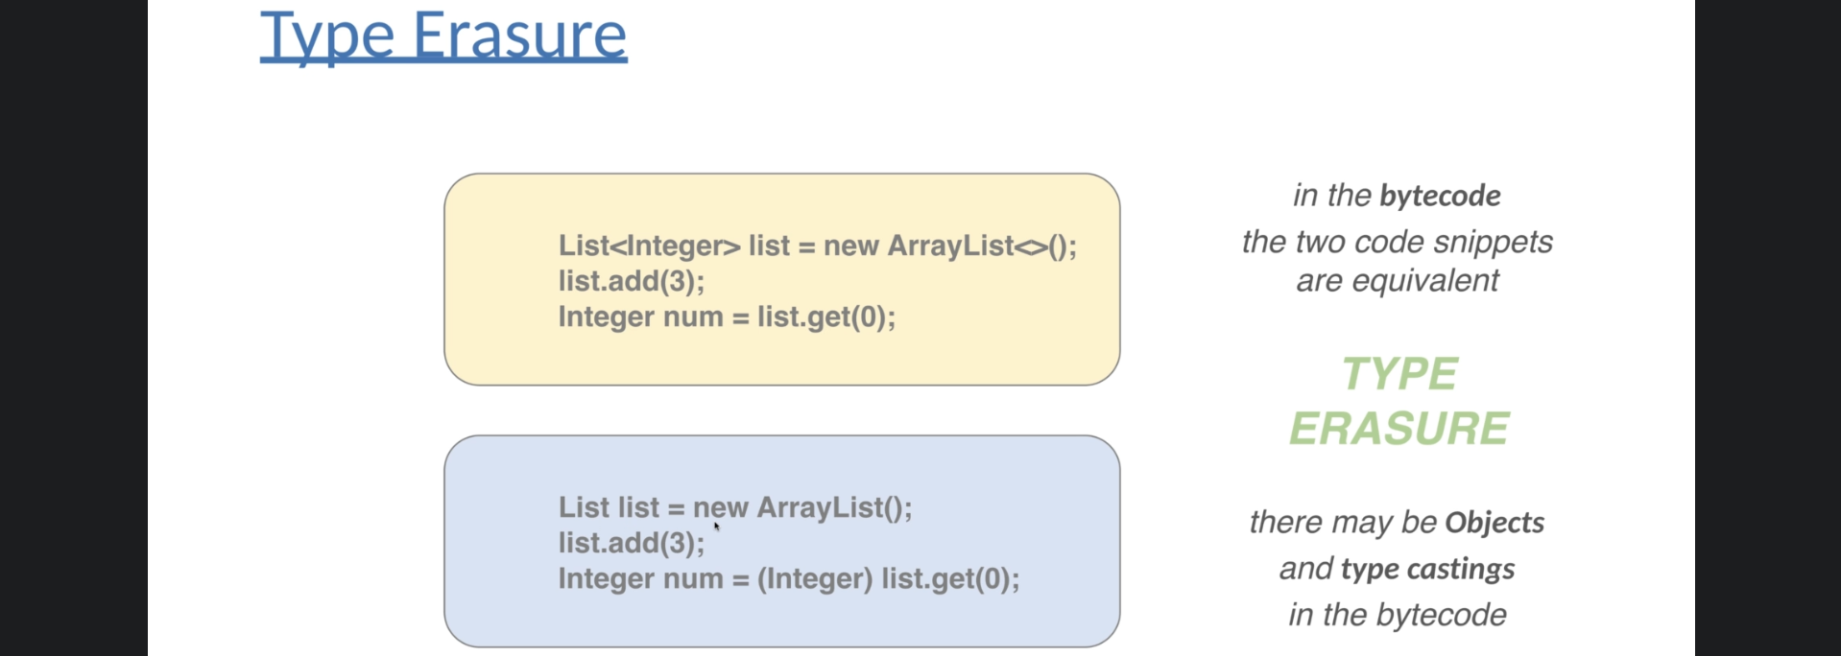 Type Erasure
List<Integer> list = new ArrayList<>();
list.add(3);
Integer num = list.get(0);
in the bytecode
the two code snippets
are equivalent
TYPE
ERASURE
List list = new ArrayList();
list.add(3);
Integer num = (Integer) list.get(0);
there may be Objects
and type castings
in the bytecode